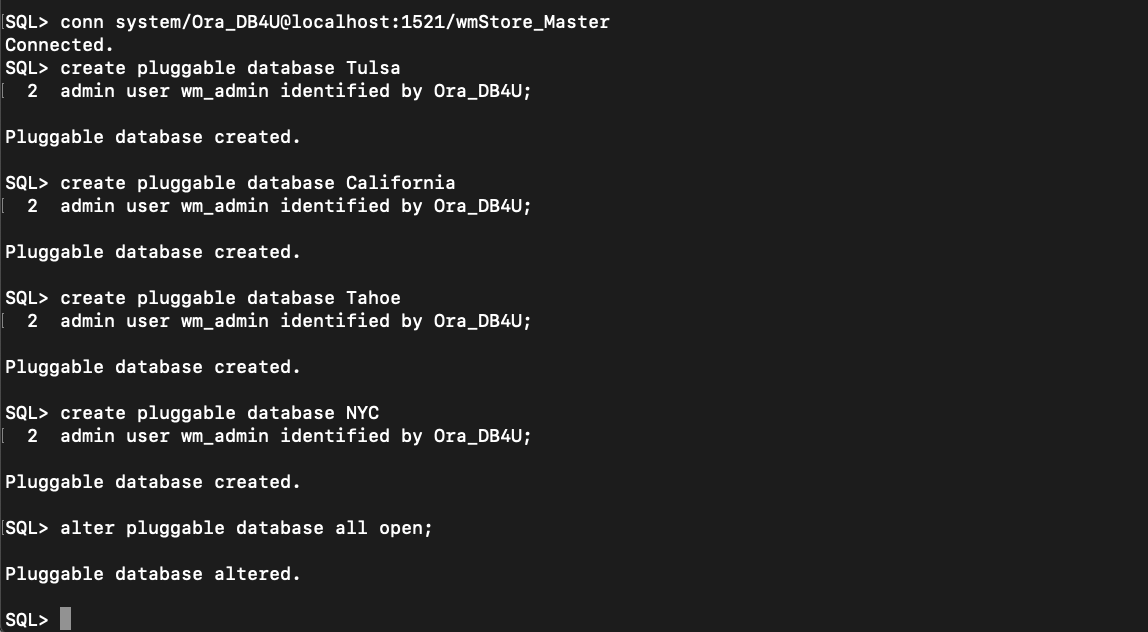 SQL> conn system/Ora_DB4U@localhost:1521/wmStore_Master
Connected.
SQL> create pluggable database Tulsa
  2  admin user wm_admin identified by Ora_DB4U;

Pluggable database created.

SQL> create pluggable database California
  2  admin user wm_admin identified by Ora_DB4U;

Pluggable database created.

SQL> create pluggable database Tahoe
  2  admin user wm_admin identified by Ora_DB4U;

Pluggable database created.

SQL> create pluggable database NYC
  2  admin user wm_admin identified by Ora_DB4U;

Pluggable database created.

SQL> alter pluggable database all open;

Pluggable database altered.

SQL>